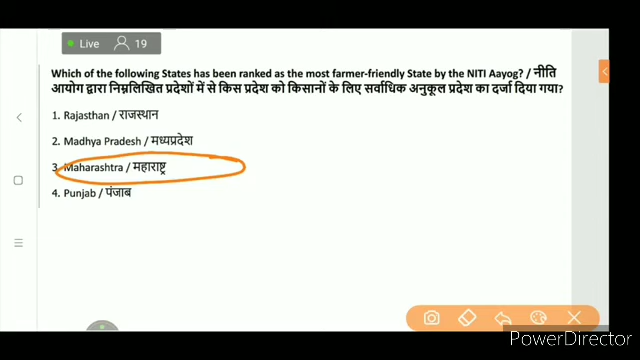 Live 19
Which of the following States has been ranked as the most farmer-friendly State by the NITI Aayog? / नीति
आयोग द्वारा निम्नलिखित प्रदेशों में से किस प्रदेश को किसानों के लिए सर्वाधिक अनुकूल प्रदेश का दर्जा दिया गया?
1. Rajasthan / राजस्थान
2. Madhya Pradesh / मध्यप्रदेश
3. Maharashtra / महाराष्ट्र
4. Punjab / पंजाब
PowerDirector